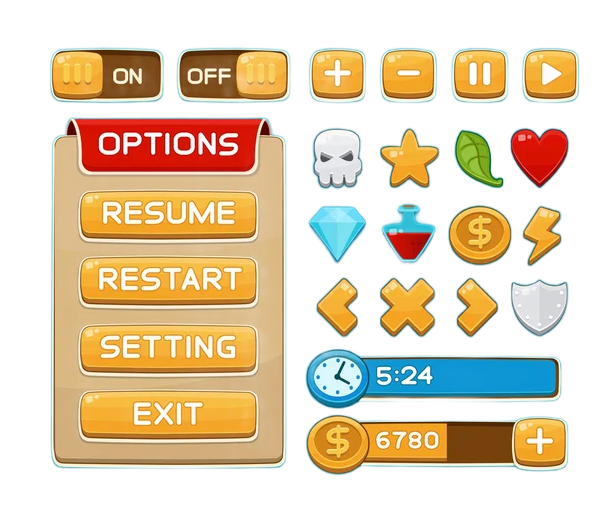 ON
OFF
OPTIONS
RESUME
RESTART
SETTING
EXIT
$
5:24
$
6780